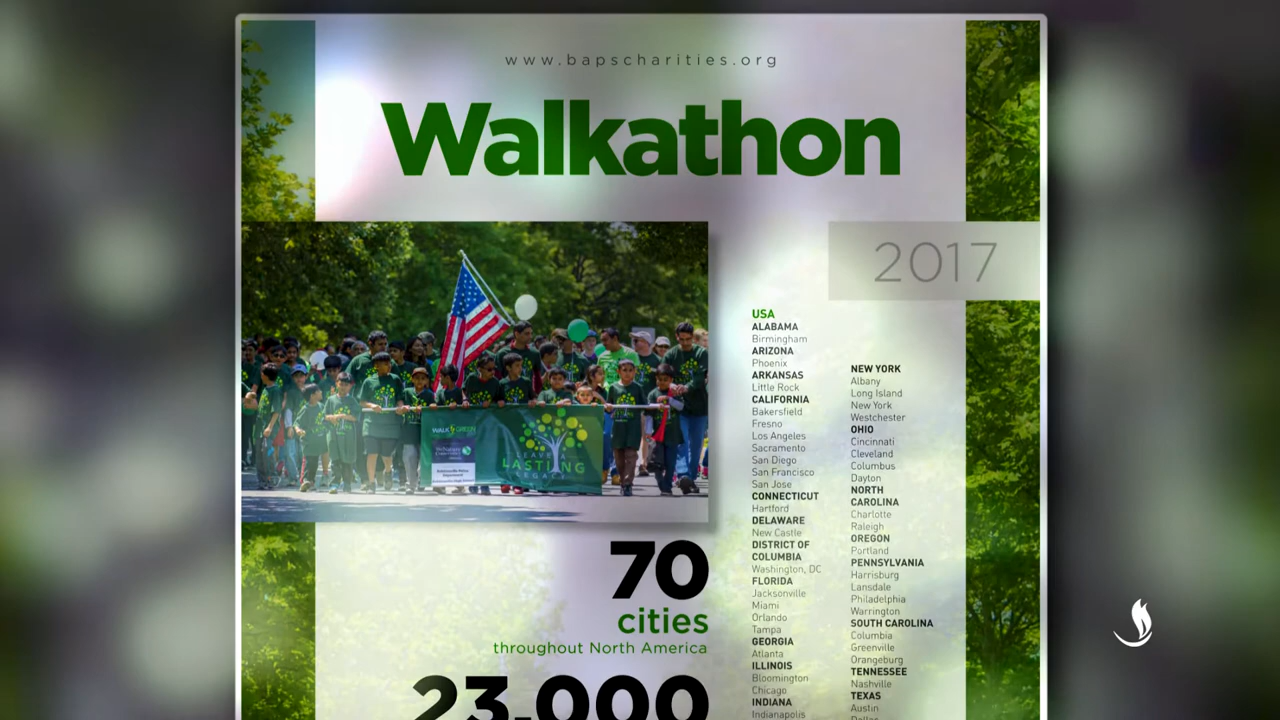 www.bapscharities.org
Walkathon
2017
WALK GREEN
LEAVE A
LASTING
LEGACY
70
cities
throughout North America
23,000
USA
ALABAMA
Birmingham
ARIZONA
Phoenix
ARKANSAS
Little Rock
CALIFORNIA
Bakersfield
Fresno
Los Angeles
Sacramento
San Diego
San Francisco
San Jose
CONNECTICUT
Hartford
DELAWARE
New Castle
DISTRICT OF
COLUMBIA
Washington, DC
FLORIDA
Jacksonville
Miami
Orlando
Tampa
GEORGIA
Atlanta
ILLINOIS
Bloomington
Chicago
INDIANA
Indianapolis
NEW YORK
Albany
Long Island
New York
Westchester
OHIO
Cincinnati
Cleveland
Columbus
Dayton
NORTH
CAROLINA
Charlotte
Raleigh
OREGON
Portland
PENNSYLVANIA
Harrisburg
Lansdale
Philadelphia
Warrington
SOUTH CAROLINA
Columbia
Greenville
Orangeburg
TENNESSEE
Nashville
TEXAS
Austin
Dallas